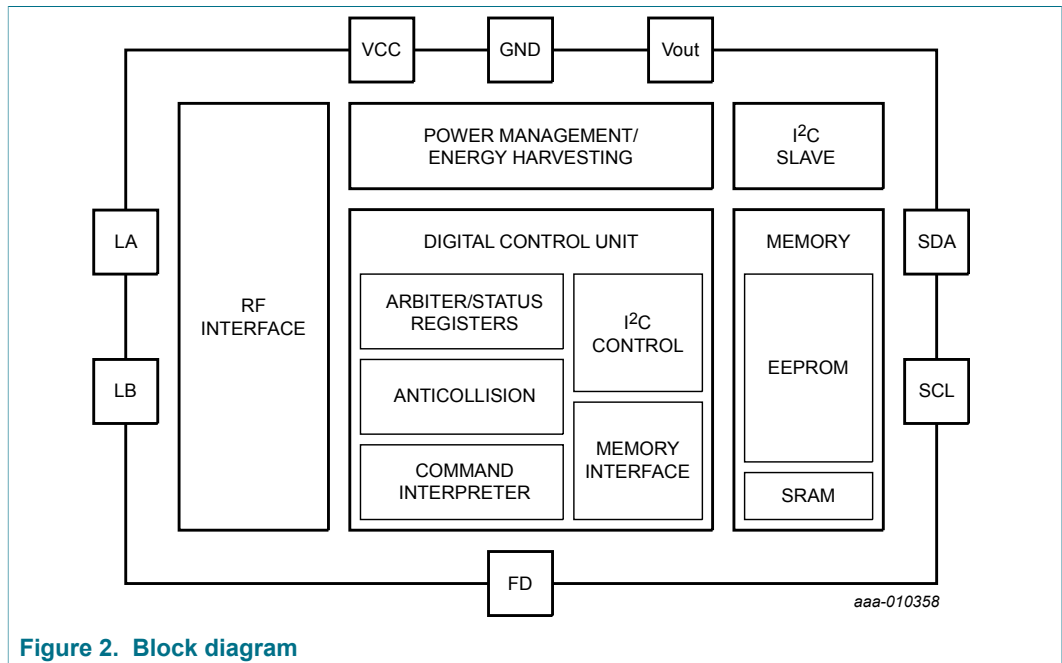 VCC
GND
Vout
POWER MANAGEMENT/
ENERGY HARVESTING
I²C
SLAVE
LA
LB
RF
INTERFACE
DIGITAL CONTROL UNIT
ARBITER/STATUS
REGISTERS
ANTICOLLISION
COMMAND
INTERPRETER
I²C
CONTROL
MEMORY
INTERFACE
MEMORY
EEPROM
SRAM
SDA
SCL
FD
aaa-010358
Figure 2. Block diagram